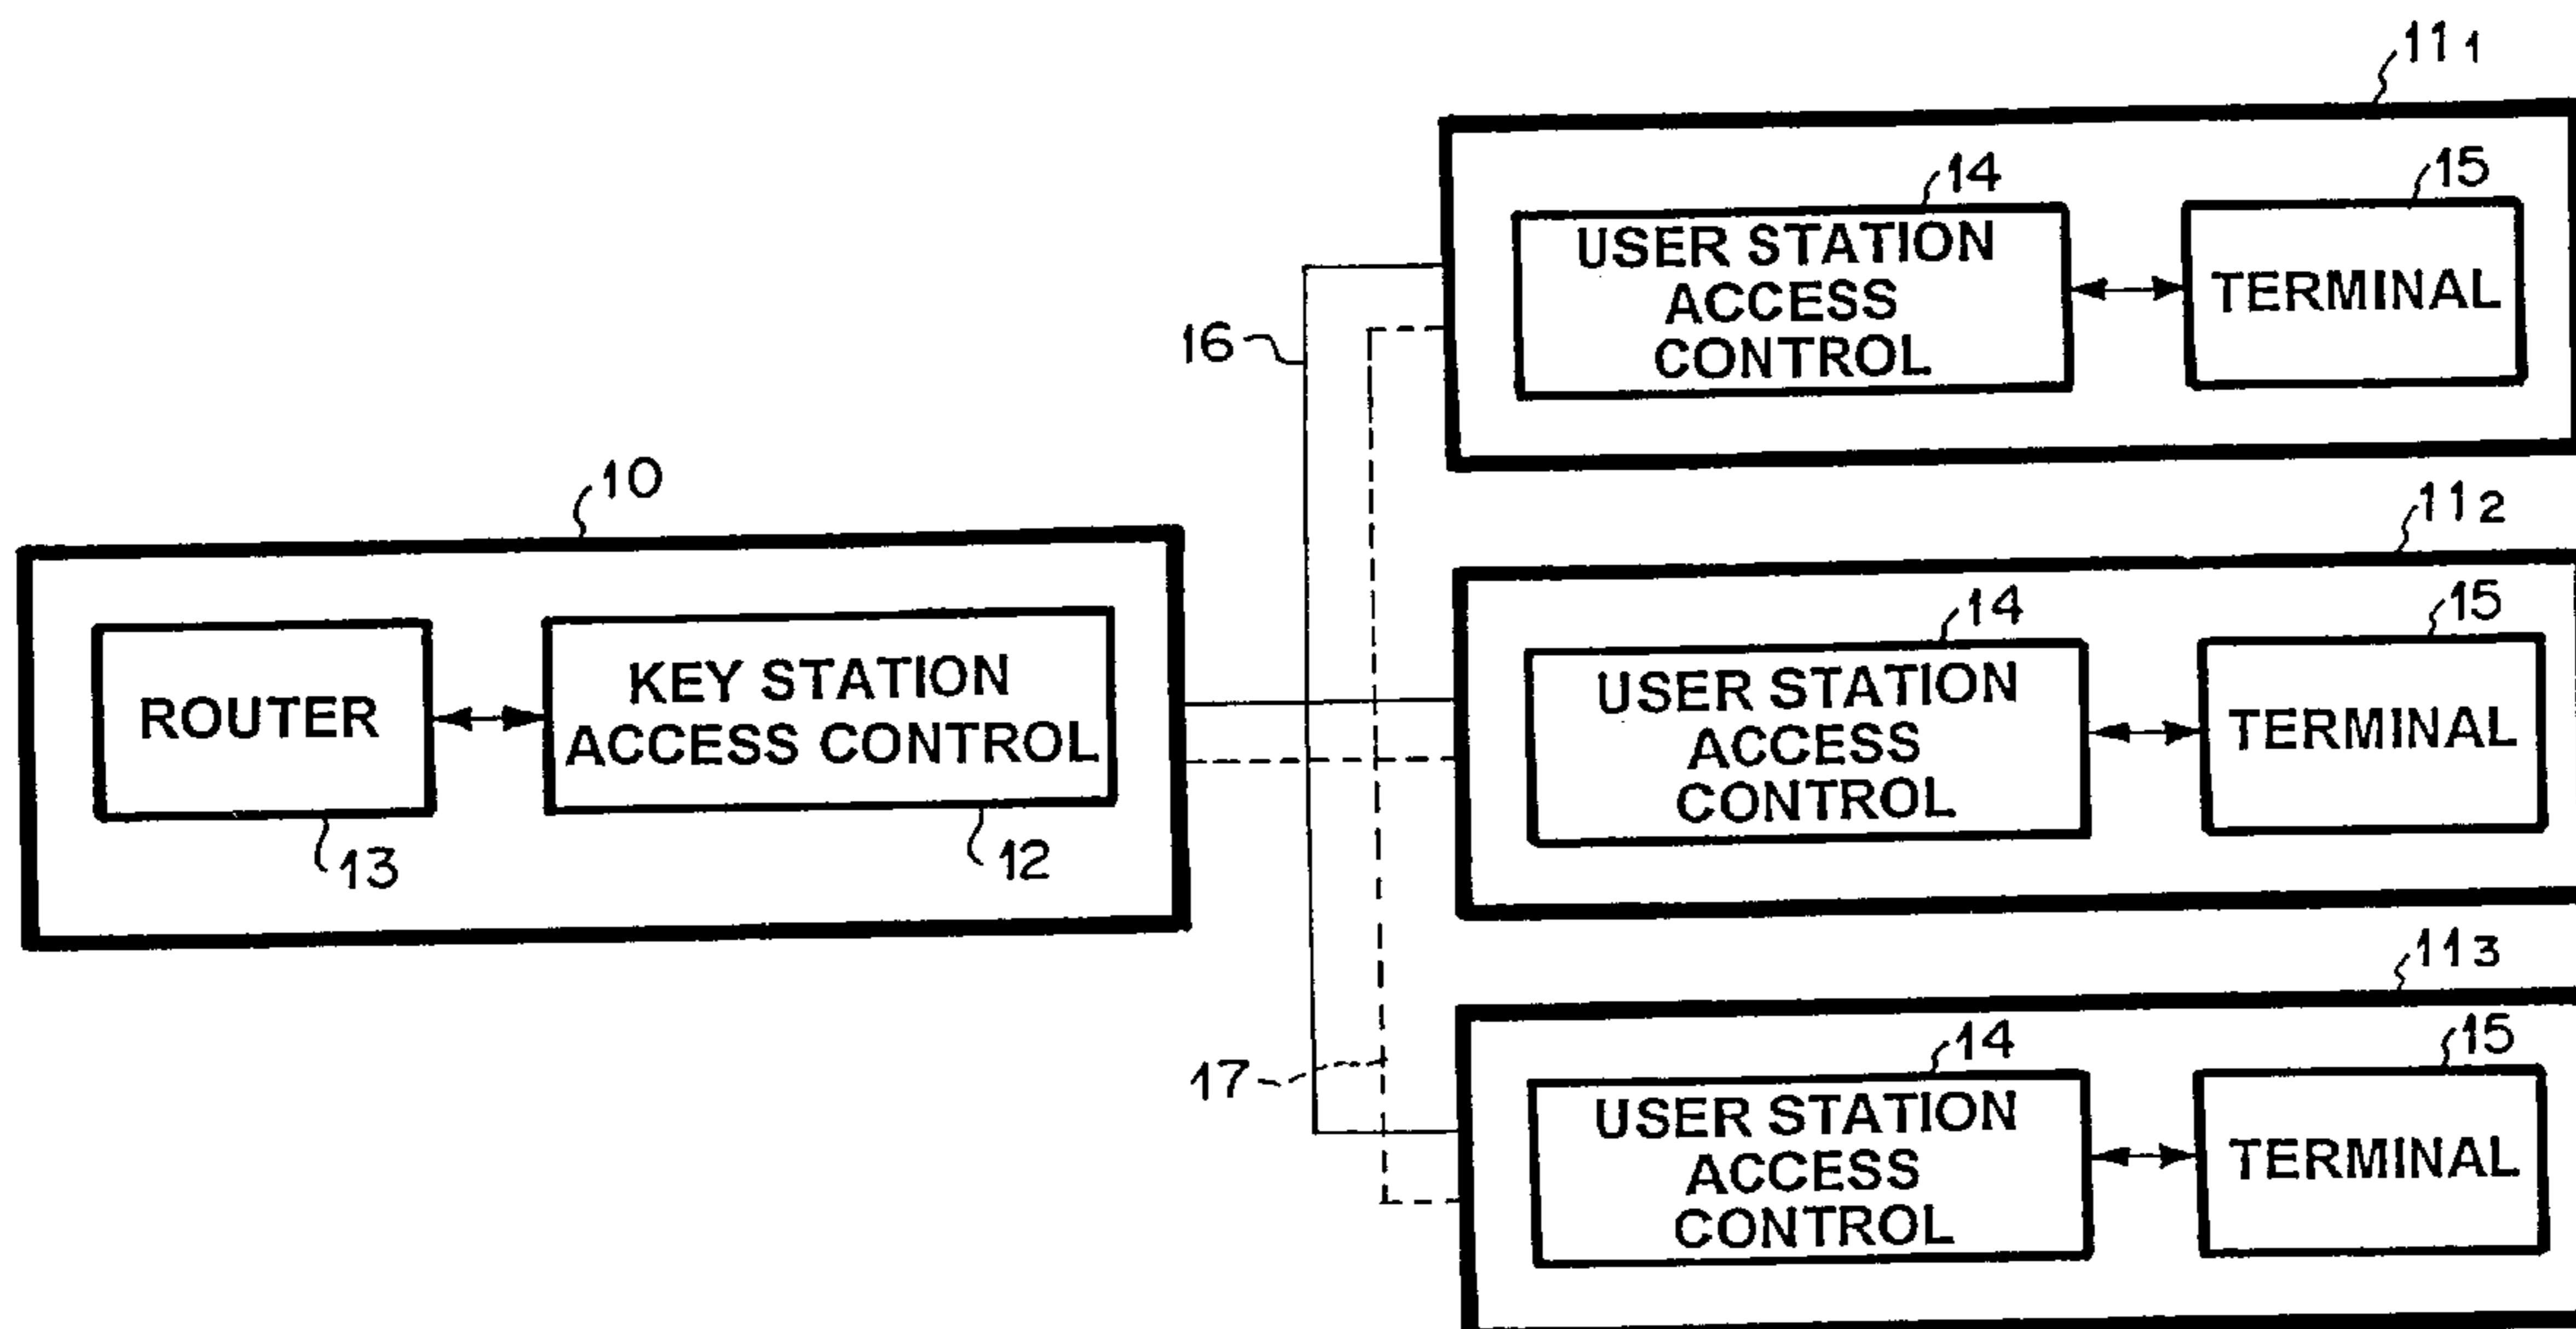 11₁
14
15
USER STATION
ACCESS
CONTROL
TERMINAL
16
10
ROUTER
KEY STATION
ACCESS CONTROL
13
12
11₂
14
15
USER STATION
ACCESS
CONTROL
TERMINAL
17
11₃
14
15
USER STATION
ACCESS
CONTROL
TERMINAL